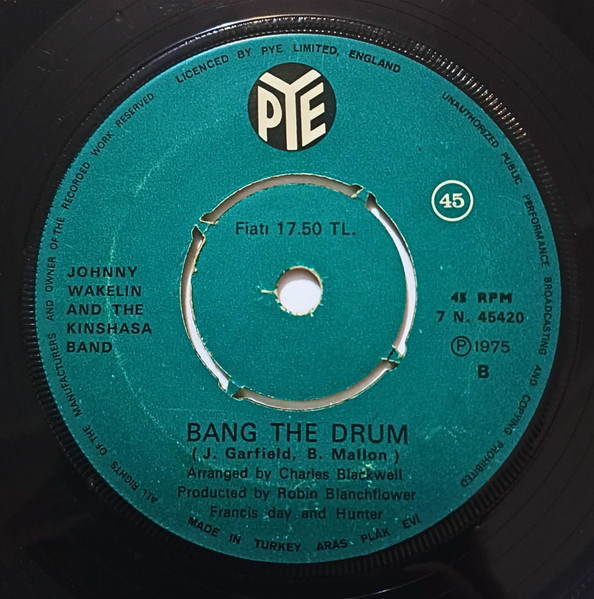 ALL RIGHTS OF THE MANUFACTURERS AND OWNER OF THE RECORDED WORK RESERVED
LICENCED BY PYE LIMITED, ENGLAND
UNAUTHORIZED PUBLIC PERFORMANCE BROADCASTING AND COPYING PROHIBITED
PYE
45
Fiatı 17.50 TL.
JOHNNY
WAKELIN
AND THE
KINSHASA
BAND
45 RPM
7 N. 45420
Ⓟ 1975
B
BANG THE DRUM
( J. Garfield, B. Mallon )
Arranged by Charles Blackwell
Produced by Robin Blanchflower
Francis day and Hunter
MADE IN TURKEY ARAS PLÂK EVİ